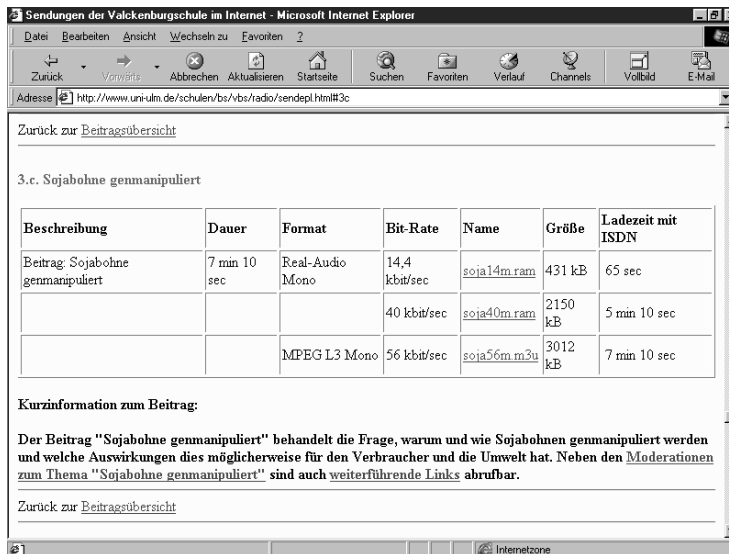 Sendungen der Valckenburgschule im Internet - Microsoft Internet Explorer
Datei Bearbeiten Ansicht Wechseln zu Favoriten ?
Zurück Vorwärts Abbrechen Aktualisieren Startseite Suchen Favoriten Verlauf Channels Vollbild E-Mail
Adresse http://www.uni-ulm.de/schulen/bs/vbs/radio/sendepl.html#3c
Zurück zur Beitragsübersicht
3.c. Sojabohne genmanipuliert
Beschreibung Dauer Format Bit-Rate Name Größe Ladezeit mit
ISDN
Beitrag: Sojabohne 7 min 10 Real-Audio 14,4 soja14m.ram 431 kB 65 sec
genmanipuliert sec Mono kbit/sec
40 kbit/sec soja40m.ram 2150 5 min 10 sec
kB
MPEG L3 Mono 56 kbit/sec soja56m.m3u 3012 7 min 10 sec
kB
Kurzinformation zum Beitrag:
Der Beitrag "Sojabohne genmanipuliert" behandelt die Frage, warum und wie Sojabohnen genmanipuliert werden
und welche Auswirkungen dies möglicherweise für den Verbraucher und die Umwelt hat. Neben den Moderationen
zum Thema "Sojabohne genmanipuliert" sind auch weiterführende Links abrufbar.
Zurück zur Beitragsübersicht
Internetzone